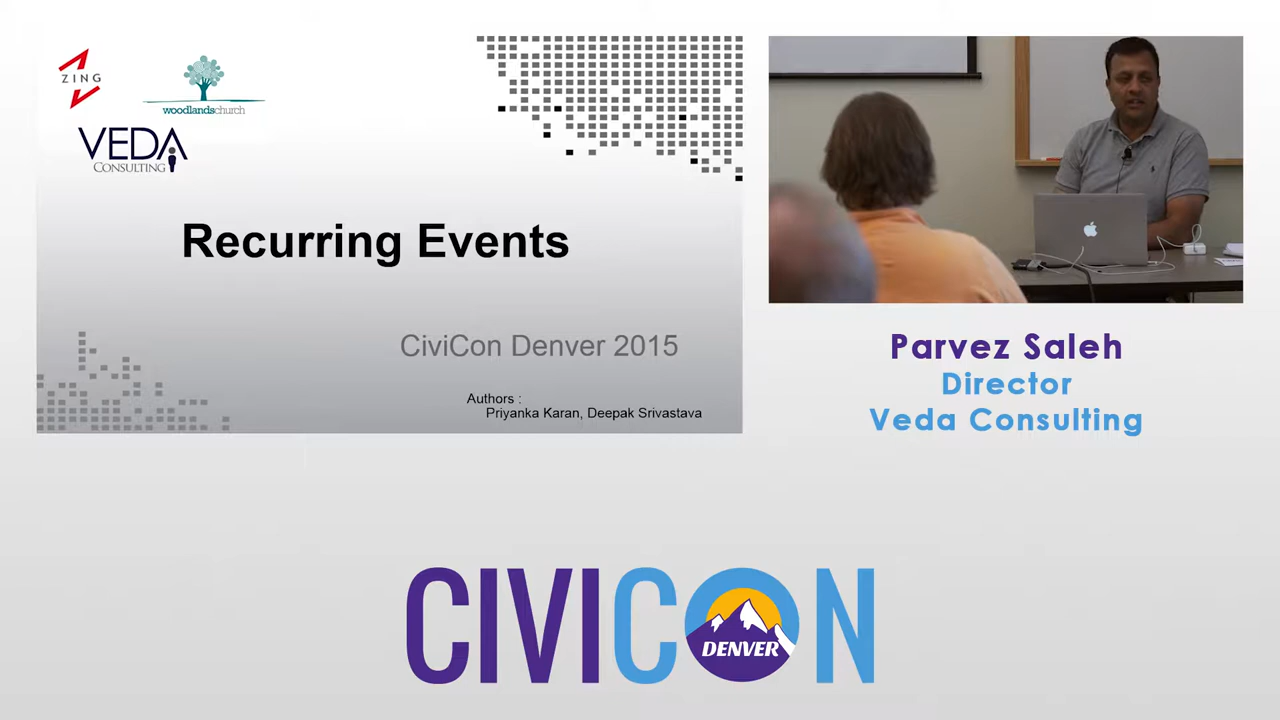 ZING
woodlandschurch
VEDA
CONSULTING
Recurring Events
CiviCon Denver 2015
Authors :
Priyanka Karan, Deepak Srivastava
Parvez Saleh
Director
Veda Consulting
CIVICON
DENVER